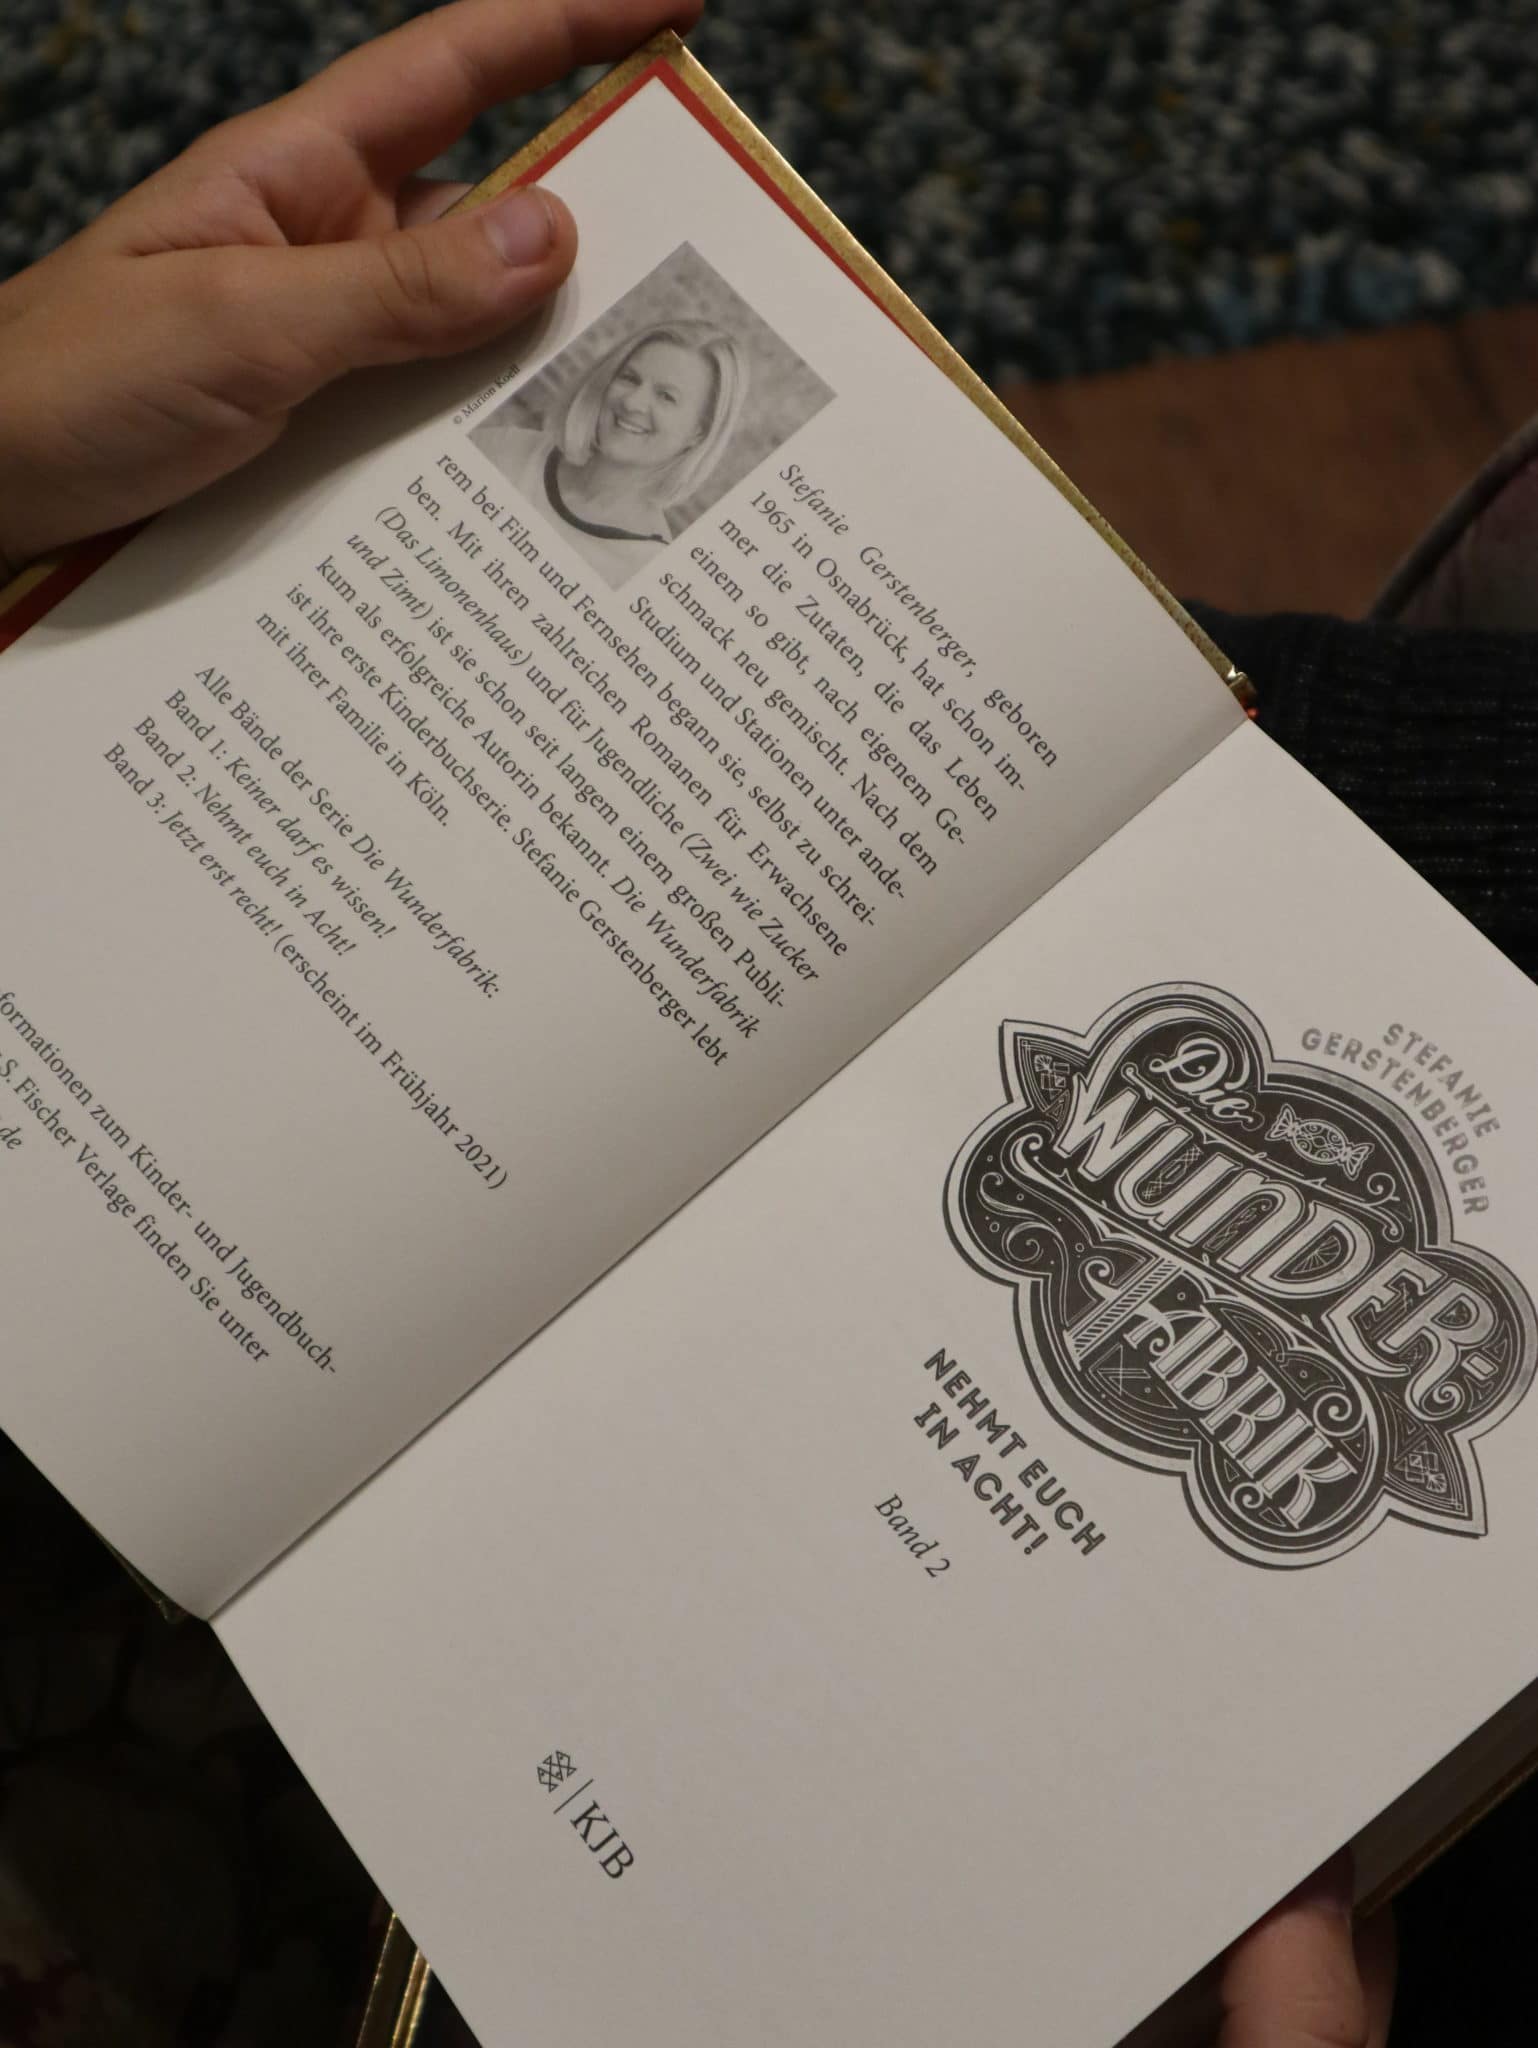 © Marion Koell
Stefanie Gerstenberger, geboren
1965 in Osnabrück, hat schon im-
mer die Zutaten, die das Leben
einem so gibt, nach eigenem Ge-
schmack neu gemischt. Nach dem
Studium und Stationen unter ande-
rem bei Film und Fernsehen begann sie, selbst zu schrei-
ben. Mit ihren zahlreichen Romanen für Erwachsene
(Das Limonenhaus) und für Jugendliche (Zwei wie Zucker
und Zimt) ist sie schon seit langem einem großen Publi-
kum als erfolgreiche Autorin bekannt. Die Wunderfabrik
ist ihre erste Kinderbuchserie. Stefanie Gerstenberger lebt
mit ihrer Familie in Köln.
Alle Bände der Serie Die Wunderfabrik:
Band 1: Keiner darf es wissen!
Band 2: Nehmt euch in Acht!
Band 3: Jetzt erst recht! (erscheint im Frühjahr 2021)
formationen zum Kinder- und Jugendbuch-
S. Fischer Verlage finden Sie unter
de
STEFANIE
GERSTENBERGER
Die
WUNDER-
FABRIK
NEHMT EUCH
IN ACHT!
Band 2
KJB